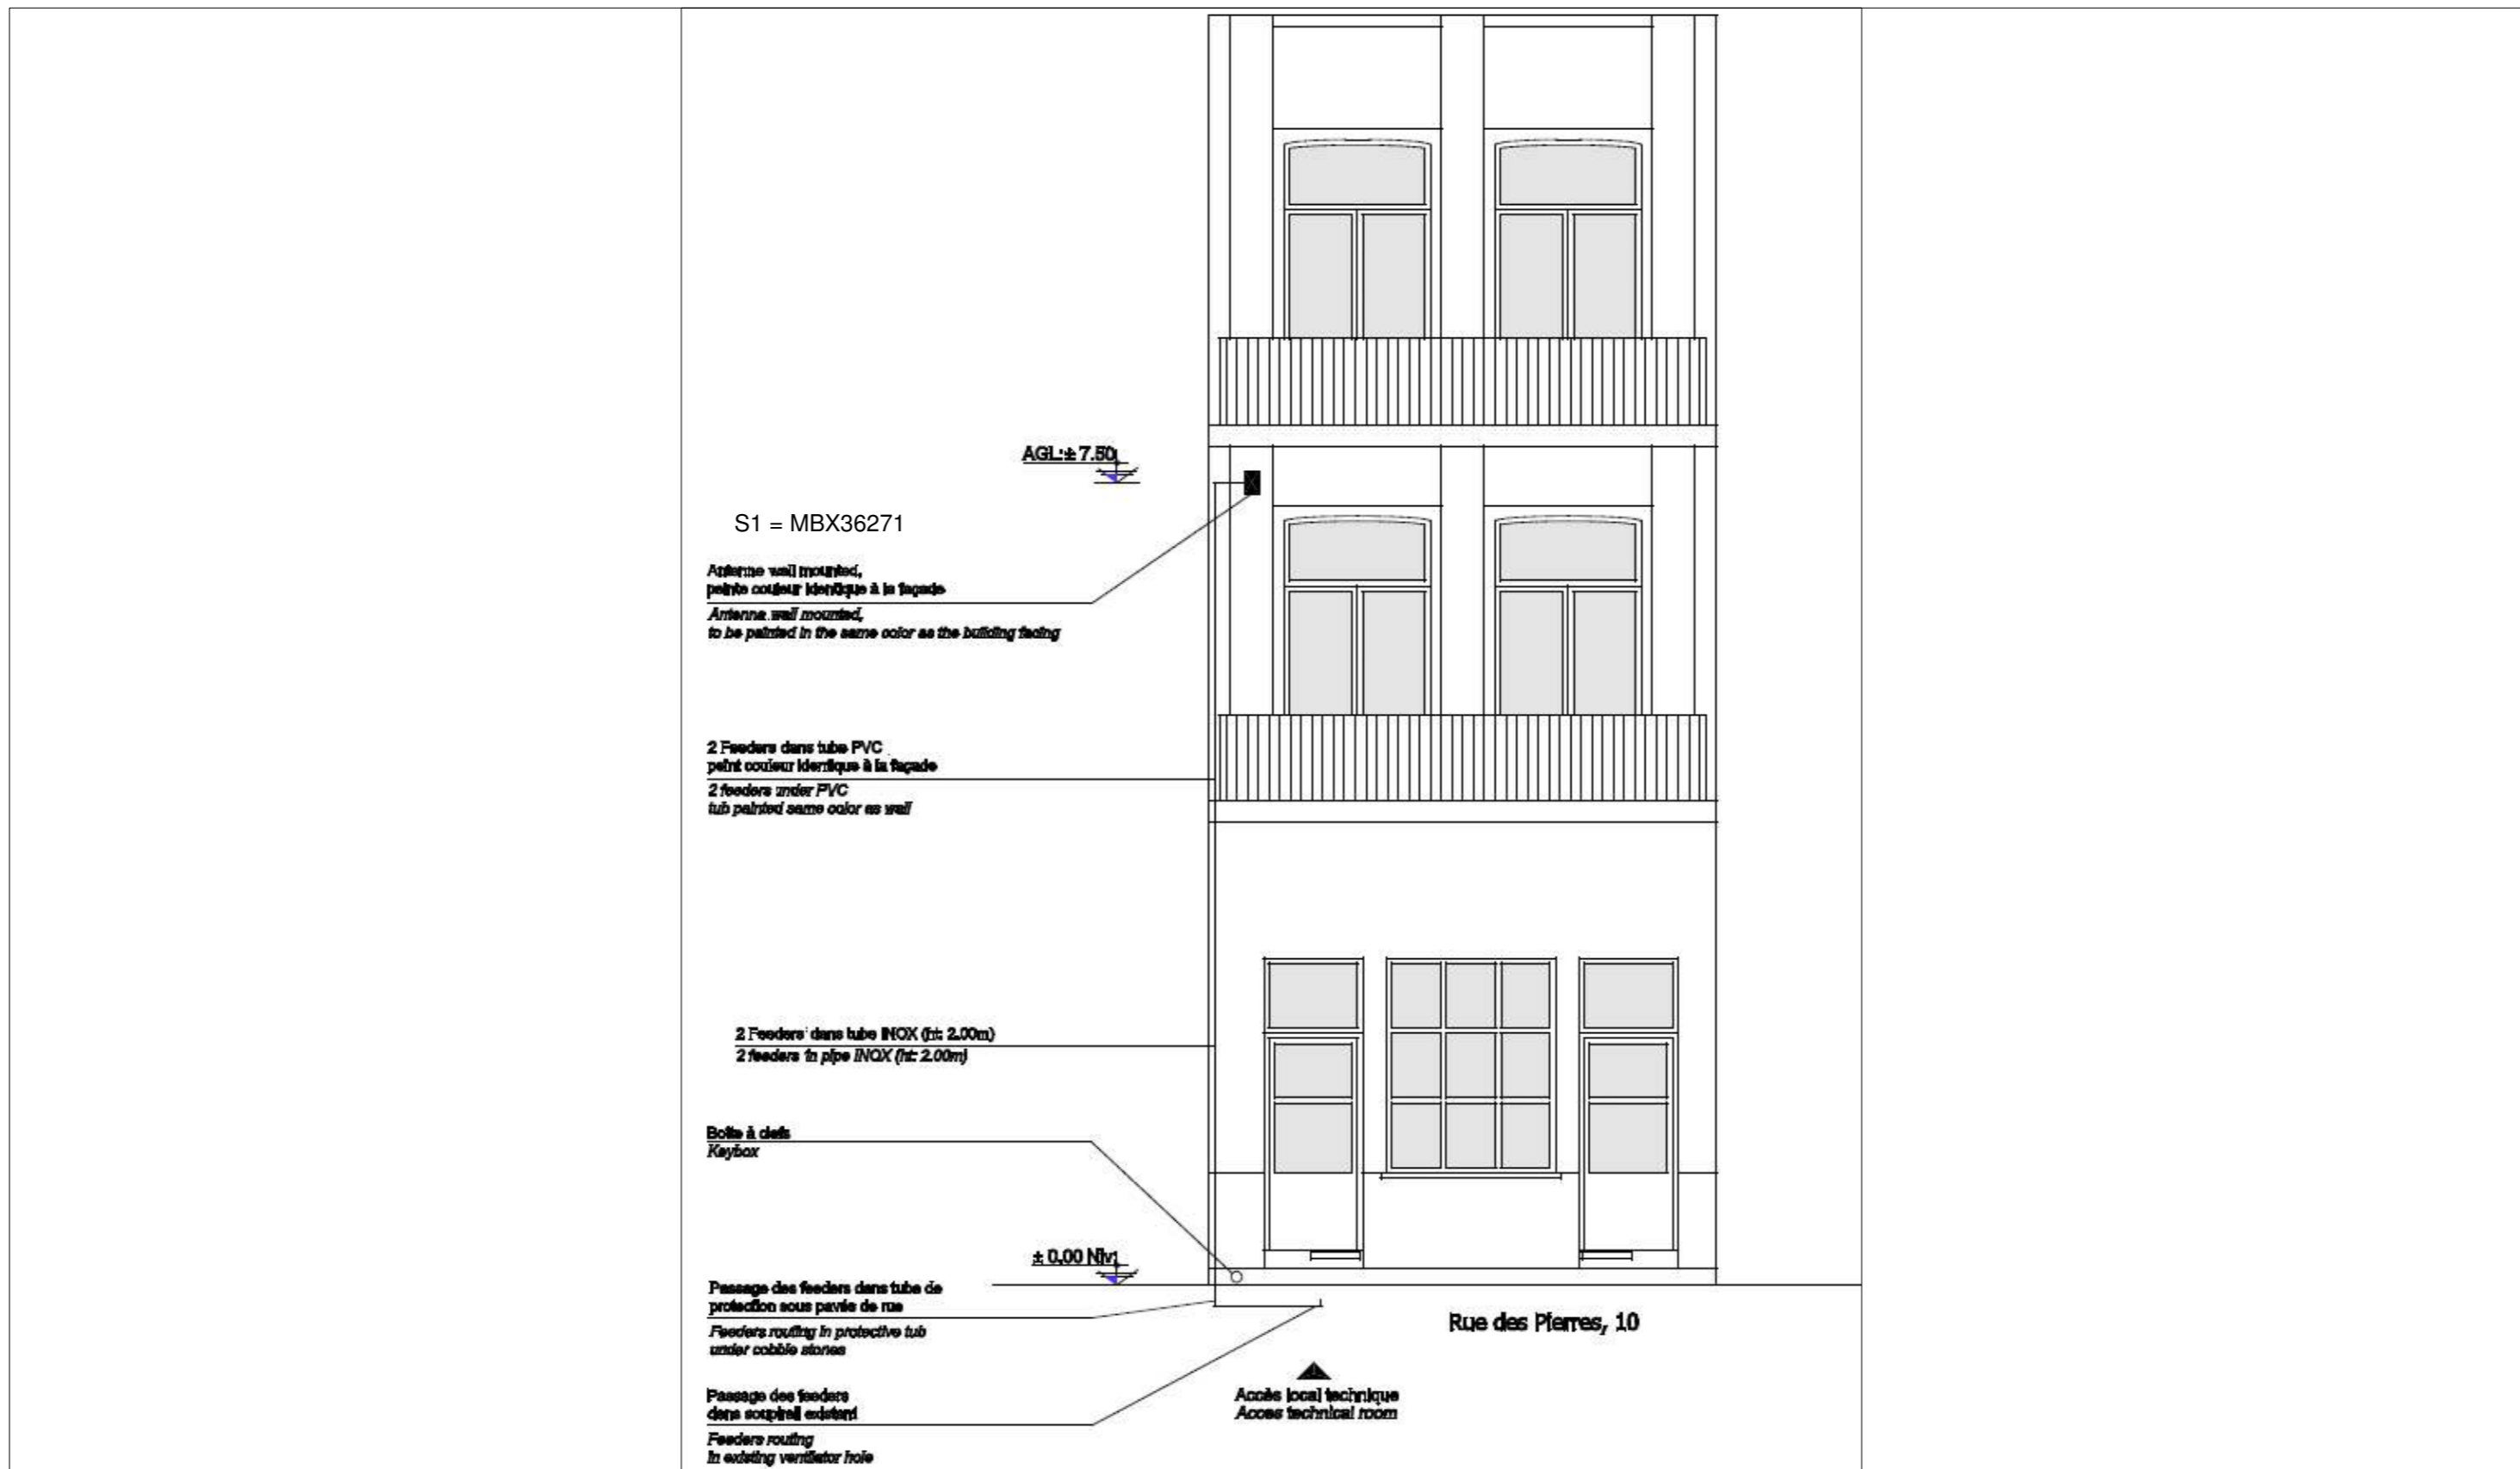 AGL:± 7.50
S1 = MBX36271
Antenne wall mounted,
peinte couleur identique à la façade
Antenna wall mounted,
to be painted in the same color as the building facing
2 Feeders dans tube PVC
peint couleur identique à la façade
2 feeders under PVC
tub painted same color as wall
2 Feeders dans tube INOX (ht: 2.00m)
2 feeders in pipe INOX (ht: 2.00m)
Boîte à clefs
Keybox
± 0.00 Niv.
Passage des feeders dans tube de
protection sous pavés de rue
Feeders routing in protective tub
under cobble stones
Rue des Pierres, 10
Passage des feeders
dans soupirail existant
Feeders routing
in existing ventilator hole
Accès local technique
Acces technical room